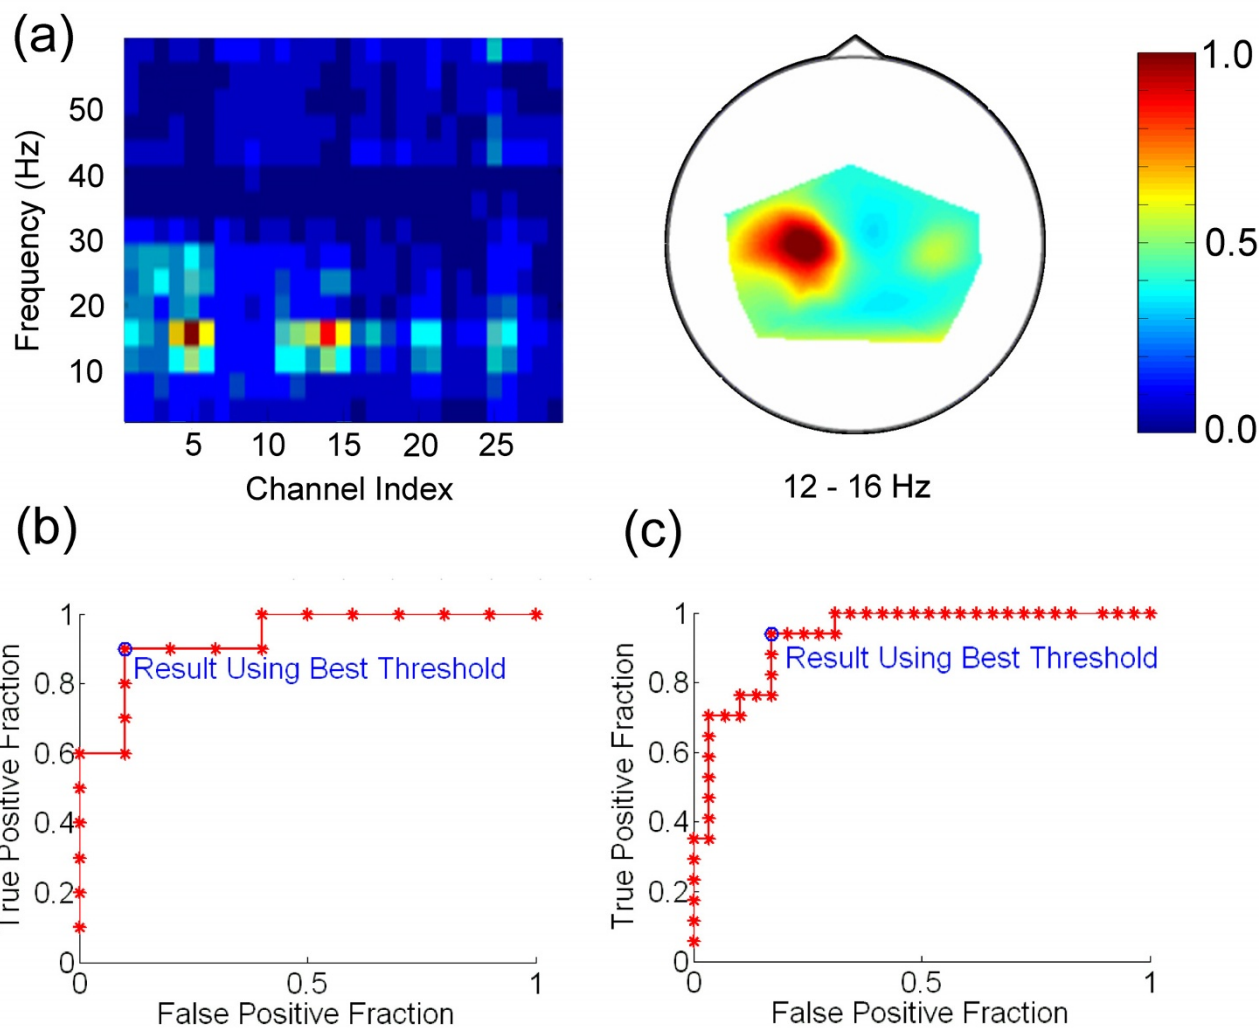 (a)
Frequency (Hz)
50
40
30
20
10
5 10 15 20 25
Channel Index
12 - 16 Hz
1.0
0.5
0.0
(b)
True Positive Fraction
1
0.8
0.6
0.4
0.2
0
Result Using Best Threshold
0 0.5 1
False Positive Fraction
(c)
True Positive Fraction
1
0.8
0.6
0.4
0.2
0
Result Using Best Threshold
0 0.5 1
False Positive Fraction